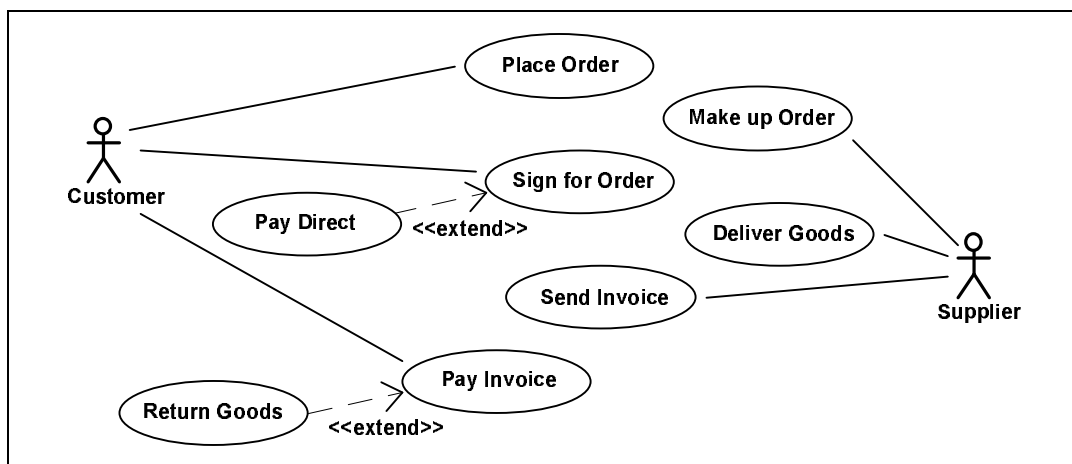 Place Order
Make up Order
Customer
Sign for Order
Pay Direct
<<extend>>
Deliver Goods
Send Invoice
Supplier
Pay Invoice
Return Goods
<<extend>>